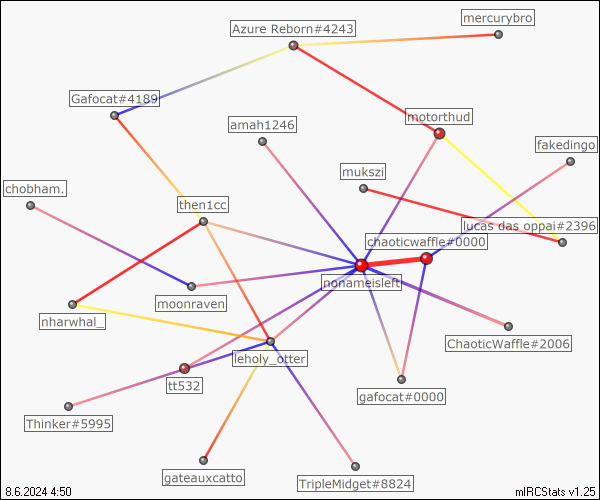 mercurybro
Azure Reborn#4243
Gafocat#4189
motorthud
amah1246
fakedingo
mukszi
chobham.
then1cc
lucas das oppai#2396
chaoticwaffle#0000
nonameisleft
moonraven
nharwhal_
ChaoticWaffle#2006
leholy_otter
tt532
gafocat#0000
Thinker#5995
gateauxcatto
TripleMidget#8824
8.6.2024 4:50
mIRCStats v1.25